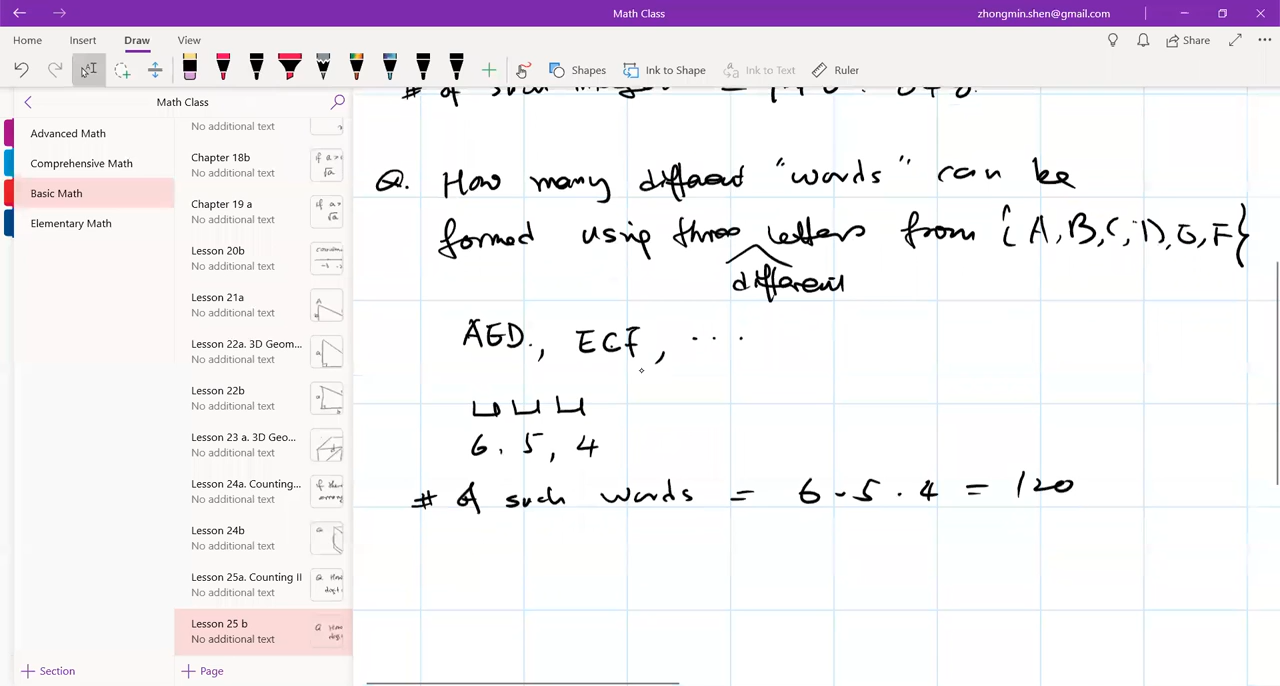 Math Class
zhongmin.shen@gmail.com
Home Insert Draw View
Share
Shapes
Ink to Shape
Ink to Text
Ruler
Math Class
Advanced Math
Comprehensive Math
Basic Math
Elementary Math
No additional text
Chapter 18b
No additional text
Chapter 19 a
No additional text
Lesson 20b
No additional text
Lesson 21a
No additional text
Lesson 22a. 3D Geom...
No additional text
Lesson 22b
No additional text
Lesson 23 a. 3D Geo...
No additional text
Lesson 24a. Counting...
No additional text
Lesson 24b
No additional text
Lesson 25a. Counting II
No additional text
Lesson 25 b
No additional text
Section
Page
# of such
Q. How many different "words" can be
formed using three letters from {A, B, C, D, E, F}
different
AED, ECF, ...
6. 5, 4
# of such words = 6 · 5 · 4 = 120